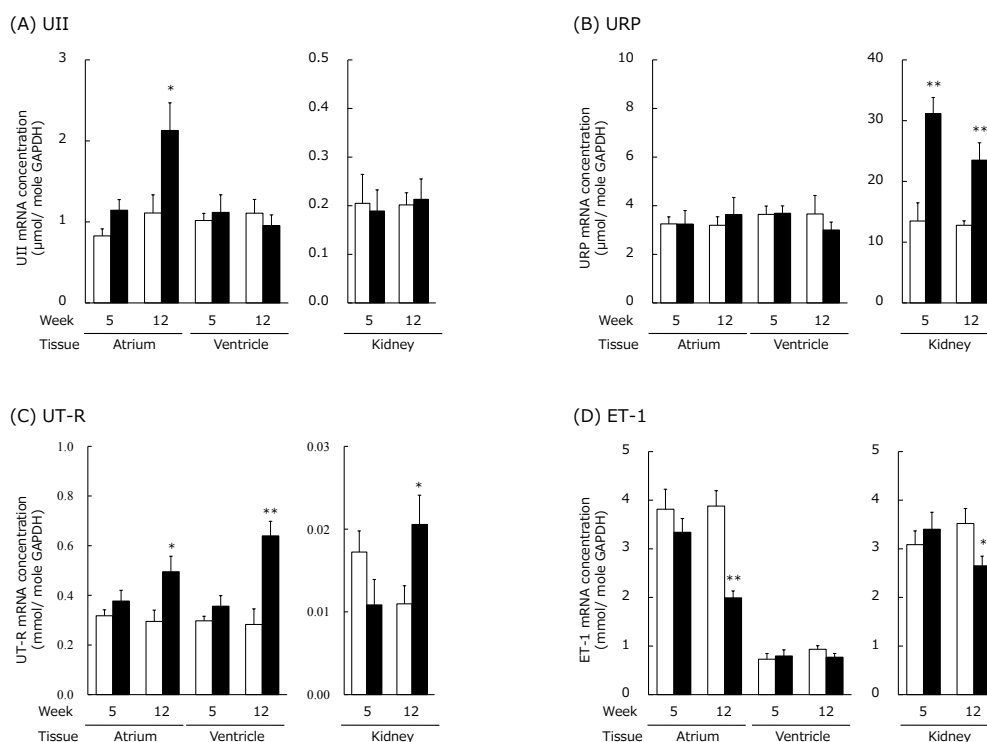 (A) UII
UII mRNA concentration
(μmol/ mole GAPDH)
3
2
1
0
*
0.5
0.4
0.3
0.2
0.1
0.0
Week 5 12 5 12 5 12
Tissue Atrium Ventricle Kidney
(B) URP
URP mRNA concentration
(μmol/ mole GAPDH)
10
8
6
4
2
0
40
30
20
10
0
**
**
Week 5 12 5 12 5 12
Tissue Atrium Ventricle Kidney
(C) UT-R
UT-R mRNA concentration
(mmol/ mole GAPDH)
1.0
0.8
0.6
0.4
0.2
0.0
*
**
0.03
0.02
0.01
0.00
*
Week 5 12 5 12 5 12
Tissue Atrium Ventricle Kidney
(D) ET-1
ET-1 mRNA concentration
(mmol/ mole GAPDH)
5
4
3
2
1
0
**
5
4
3
2
1
0
*
Week 5 12 5 12 5 12
Tissue Atrium Ventricle Kidney